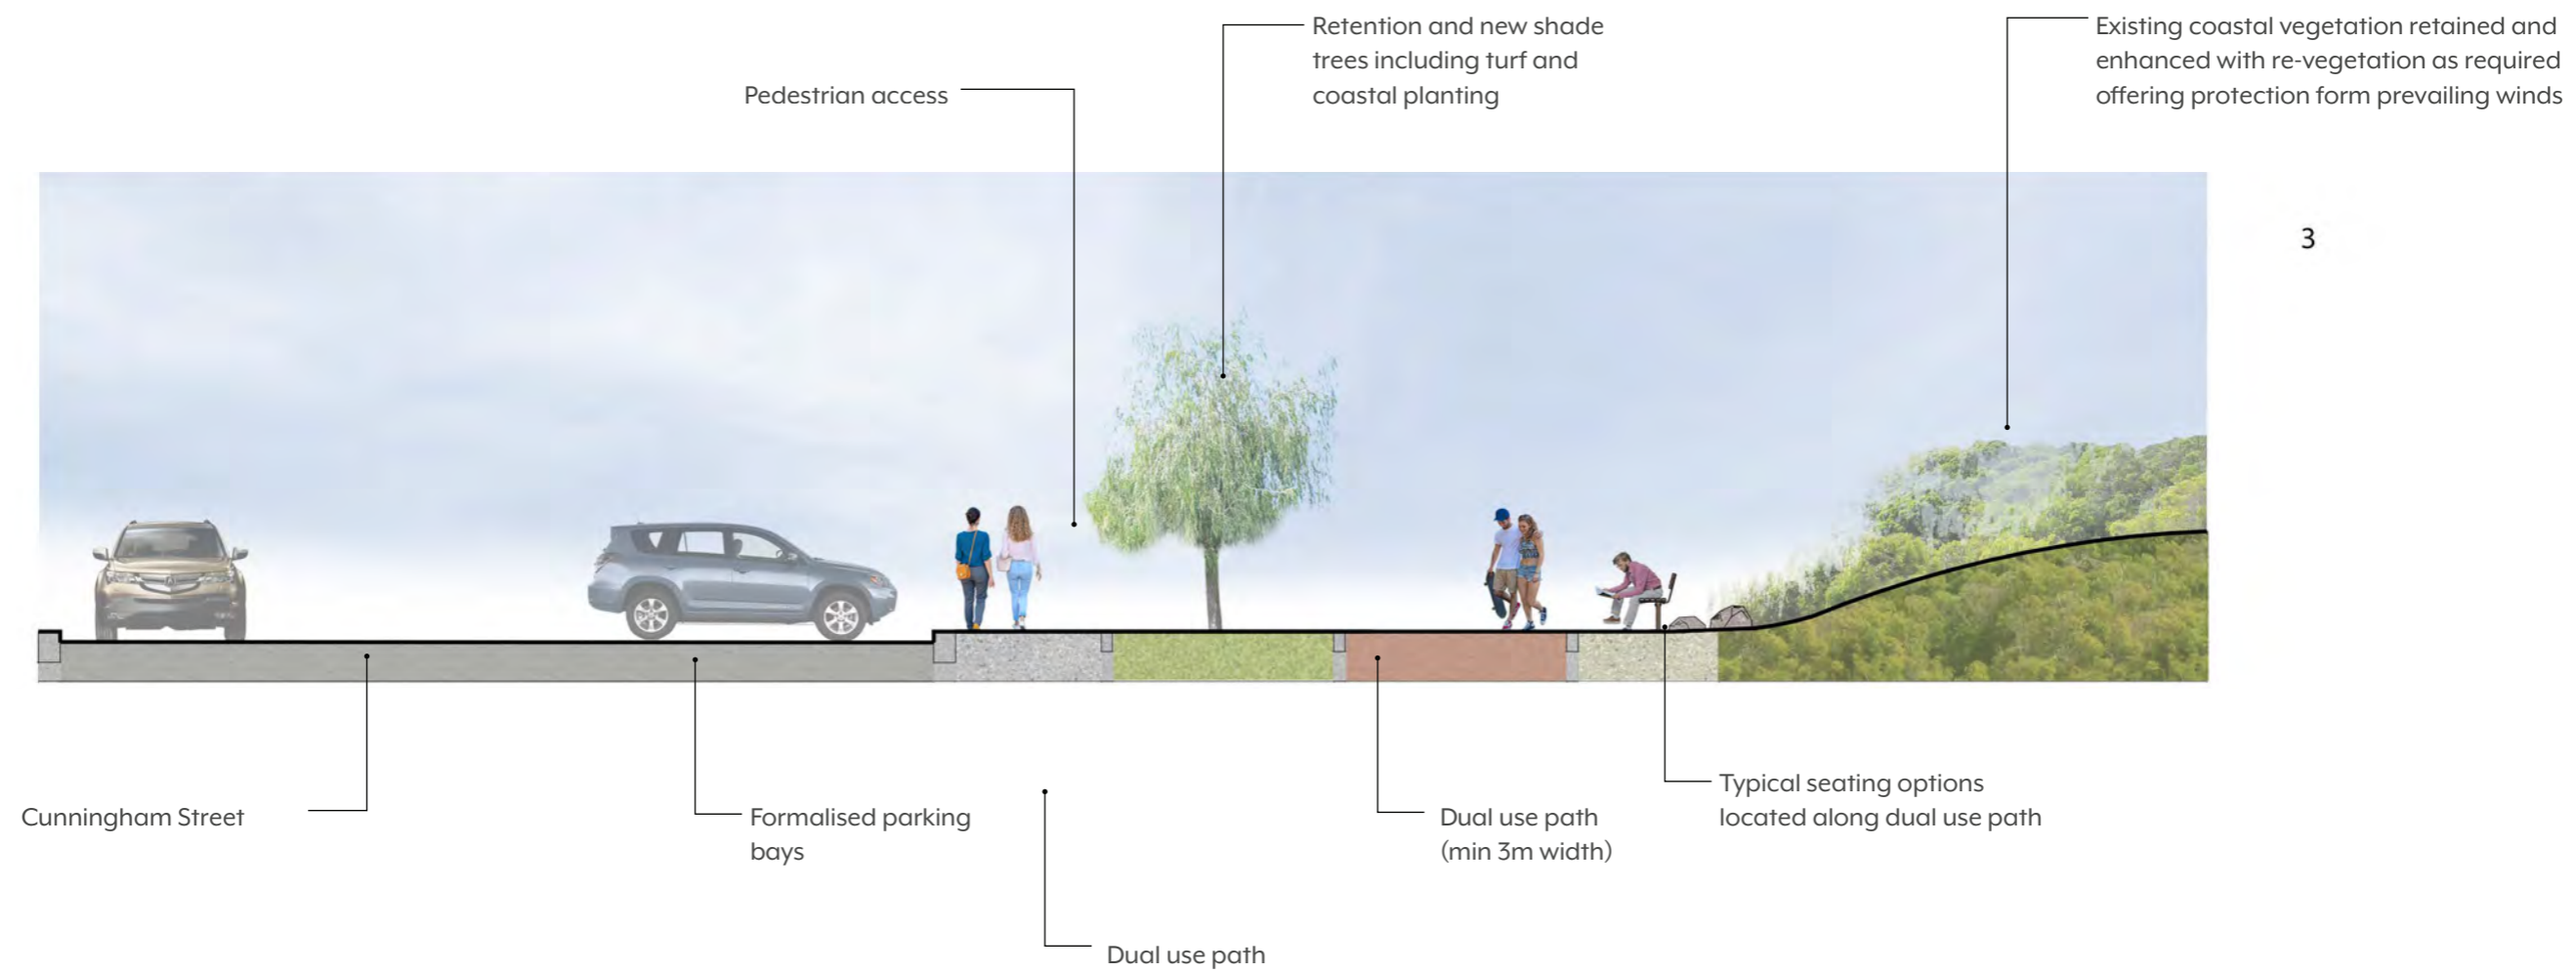 Retention and new shade
trees including turf and
coastal planting
Existing coastal vegetation retained and
enhanced with re-vegetation as required
offering protection form prevailing winds
Pedestrian access
3
Cunningham Street
Formalised parking
bays
Dual use path
(min 3m width)
Typical seating options
located along dual use path
Dual use path